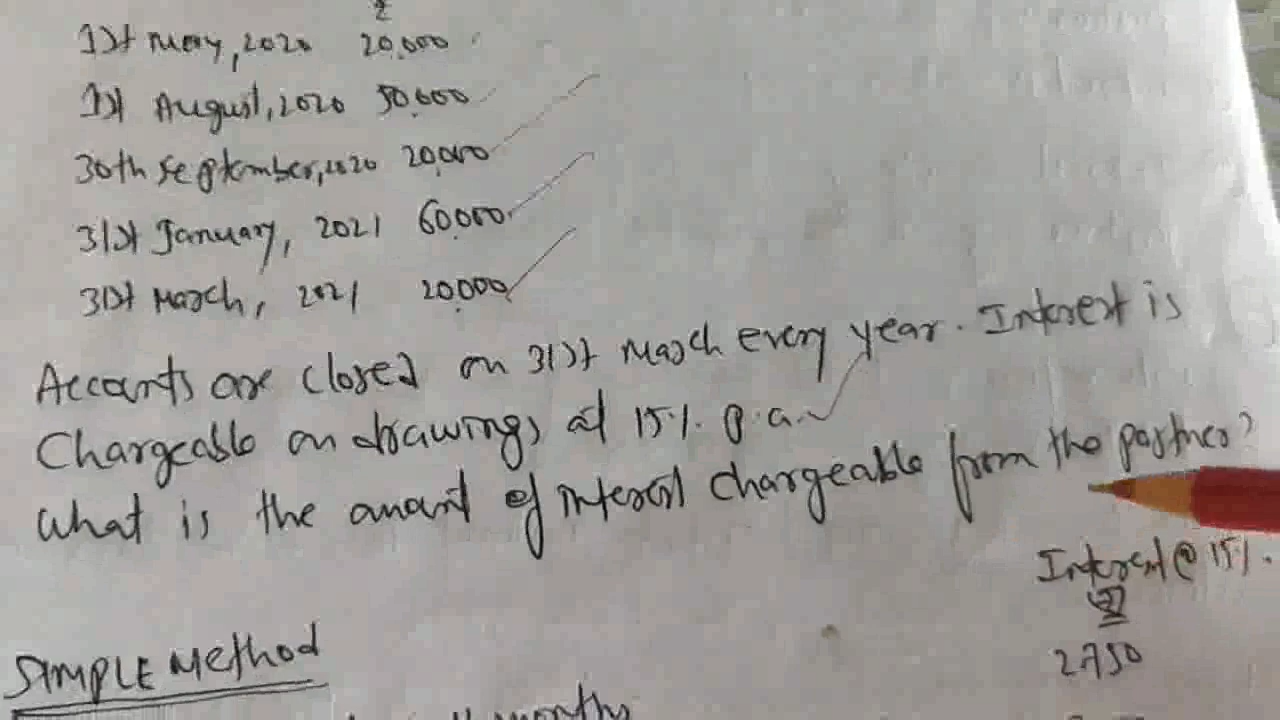 ₹
1st May, 2020 20,000
1st August, 2020 50,000
30th September, 2020 20,000
31st January, 2021 60,000
31st March, 2021 20,000
Accounts are closed on 31st March every year. Interest is
Chargeable on drawings at 15%. p.a.
What is the amount of interest chargeable from the partner?
Interest @ 15%.
₹
2750
SIMPLE Method
months